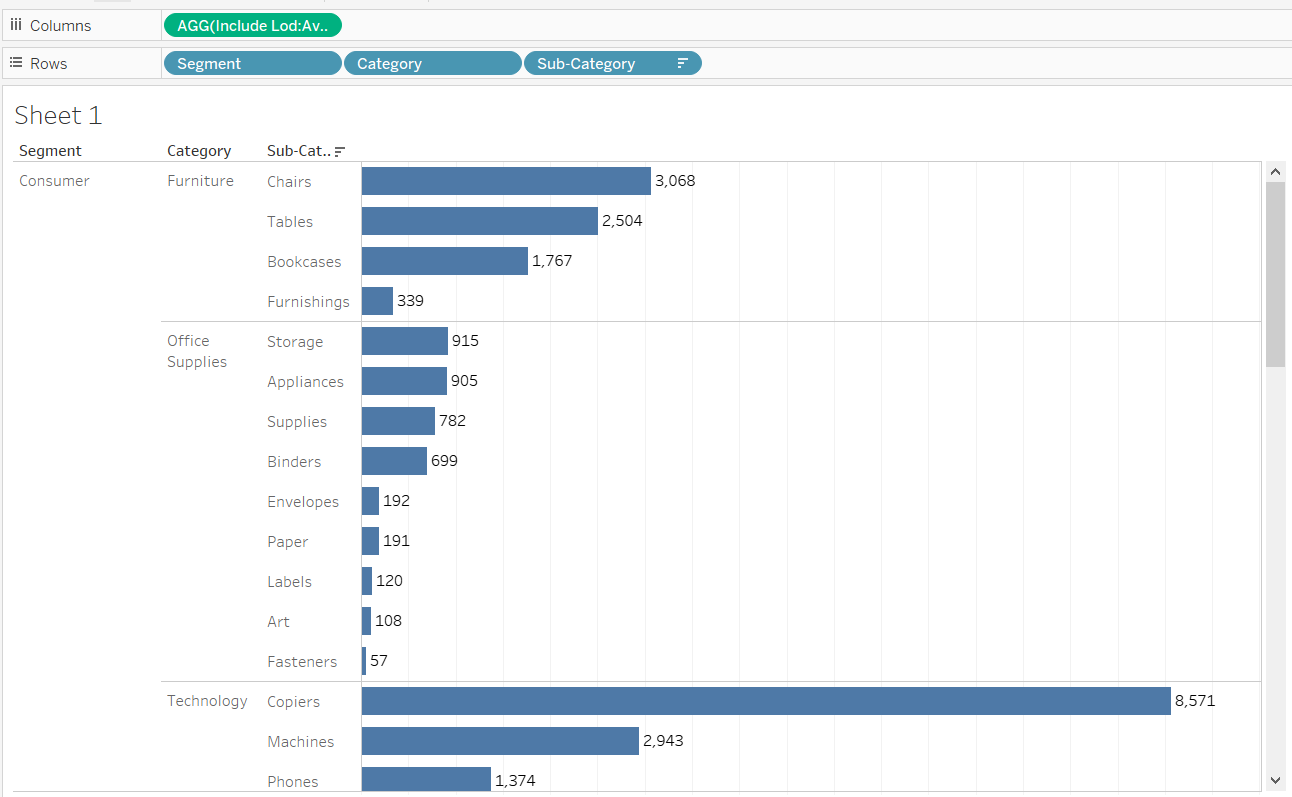 Columns AGG(Include Lod:Av..
Rows Segment Category Sub-Category
Sheet 1
Segment Category Sub-Cat..
Consumer Furniture Chairs 3,068
Tables 2,504
Bookcases 1,767
Furnishings 339
Office Supplies Storage 915
Appliances 905
Supplies 782
Binders 699
Envelopes 192
Paper 191
Labels 120
Art 108
Fasteners 57
Technology Copiers 8,571
Machines 2,943
Phones 1,374